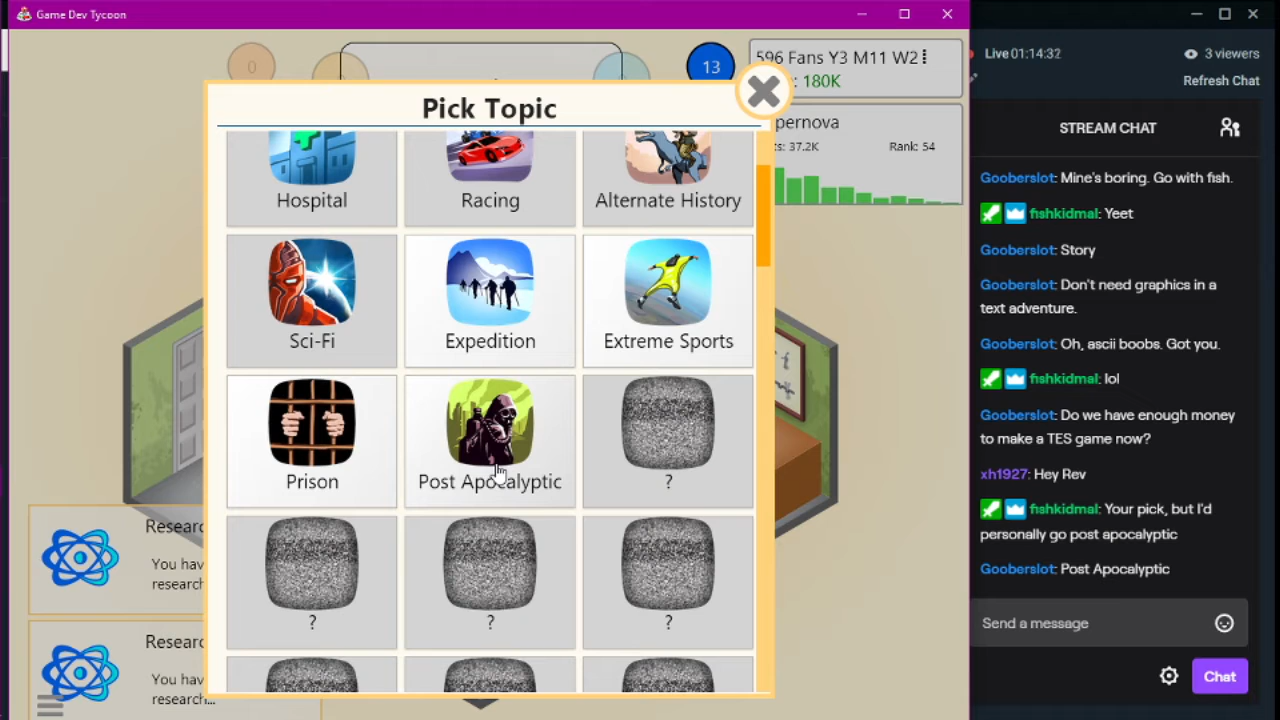 Game Dev Tycoon
0
13
596 Fans Y3 M11 W2
: 180K
pernova
ts: 37.2K
Rank: 54
Pick Topic
Hospital
Racing
Alternate History
Sci-Fi
Expedition
Extreme Sports
Prison
Post Apocalyptic
?
?
?
?
Researc
You have
research
Researc
You hav
research...
Live 01:14:32
3 viewers
Refresh Chat
STREAM CHAT
Gooberslot: Mine's boring. Go with fish.
fishkidmal: Yeet
Gooberslot: Story
Gooberslot: Don't need graphics in a
text adventure.
Gooberslot: Oh, ascii boobs. Got you.
fishkidmal: lol
Gooberslot: Do we have enough money
to make a TES game now?
xh1927: Hey Rev
fishkidmal: Your pick, but I'd
personally go post apocalyptic
Gooberslot: Post Apocalyptic
Send a message
Chat